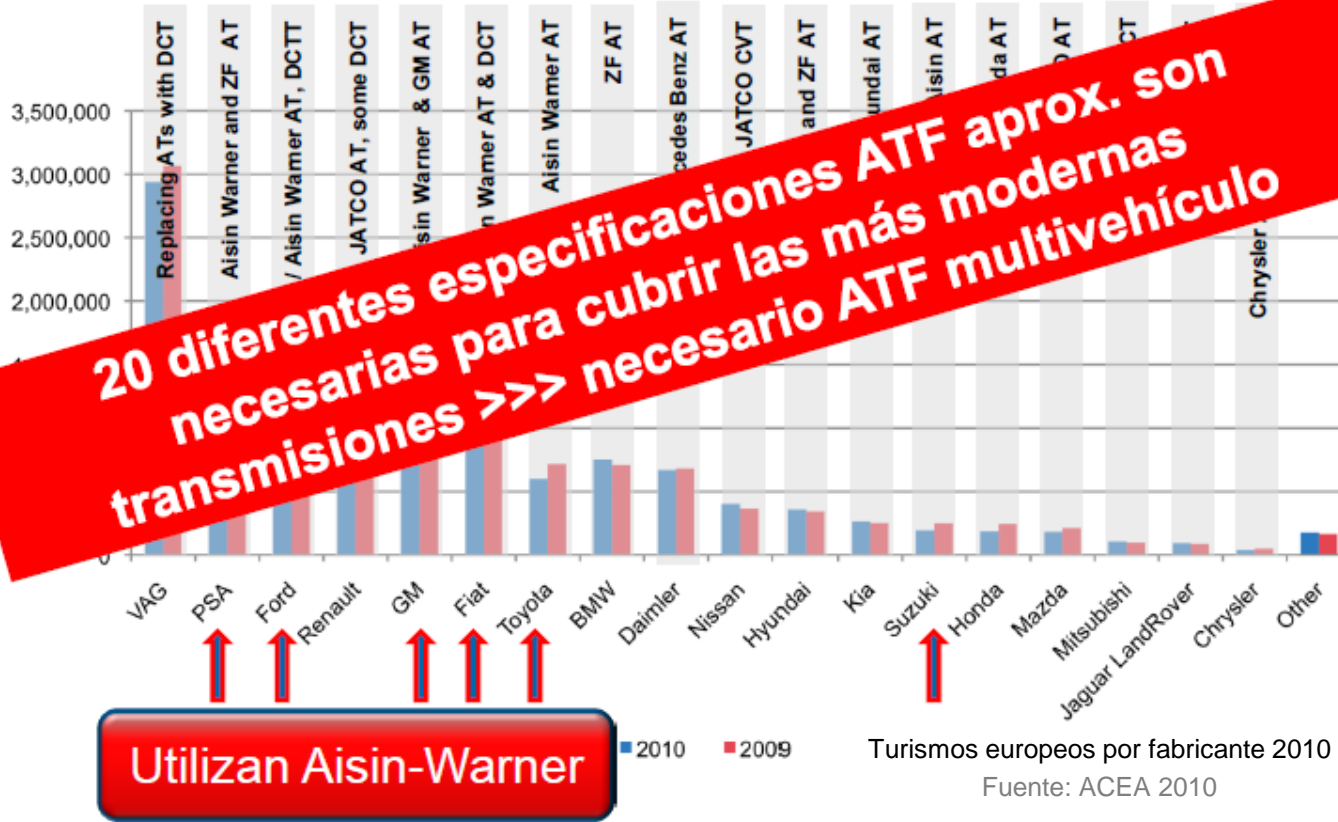 Replacing ATs with DCT
Aisin Warner and ZF AT
/ Aisin Warner AT, DCTT
JATCO AT, some DCT
Warner & GM AT
Warner AT & DCT
Aisin Warner AT
ZF AT
Benz AT
JATCO CVT
and ZF AT
AT
Aisin AT
AT
AT
CT
Chrysler
3,500,000
3,000,000
2,500,000
2,000,000
0
20 diferentes especificaciones ATF aprox. son
necesarias para cubrir las más modernas
transmisiones >>> necesario ATF multivehículo
VAG
PSA
Ford
Renault
GM
Fiat
Toyota
BMW
Daimler
Nissan
Hyundai
Kia
Suzuki
Honda
Mazda
Mitsubishi
Jaguar LandRover
Chrysler
Other
Utilizan Aisin-Warner
2010
2009
Turismos europeos por fabricante 2010
Fuente: ACEA 2010